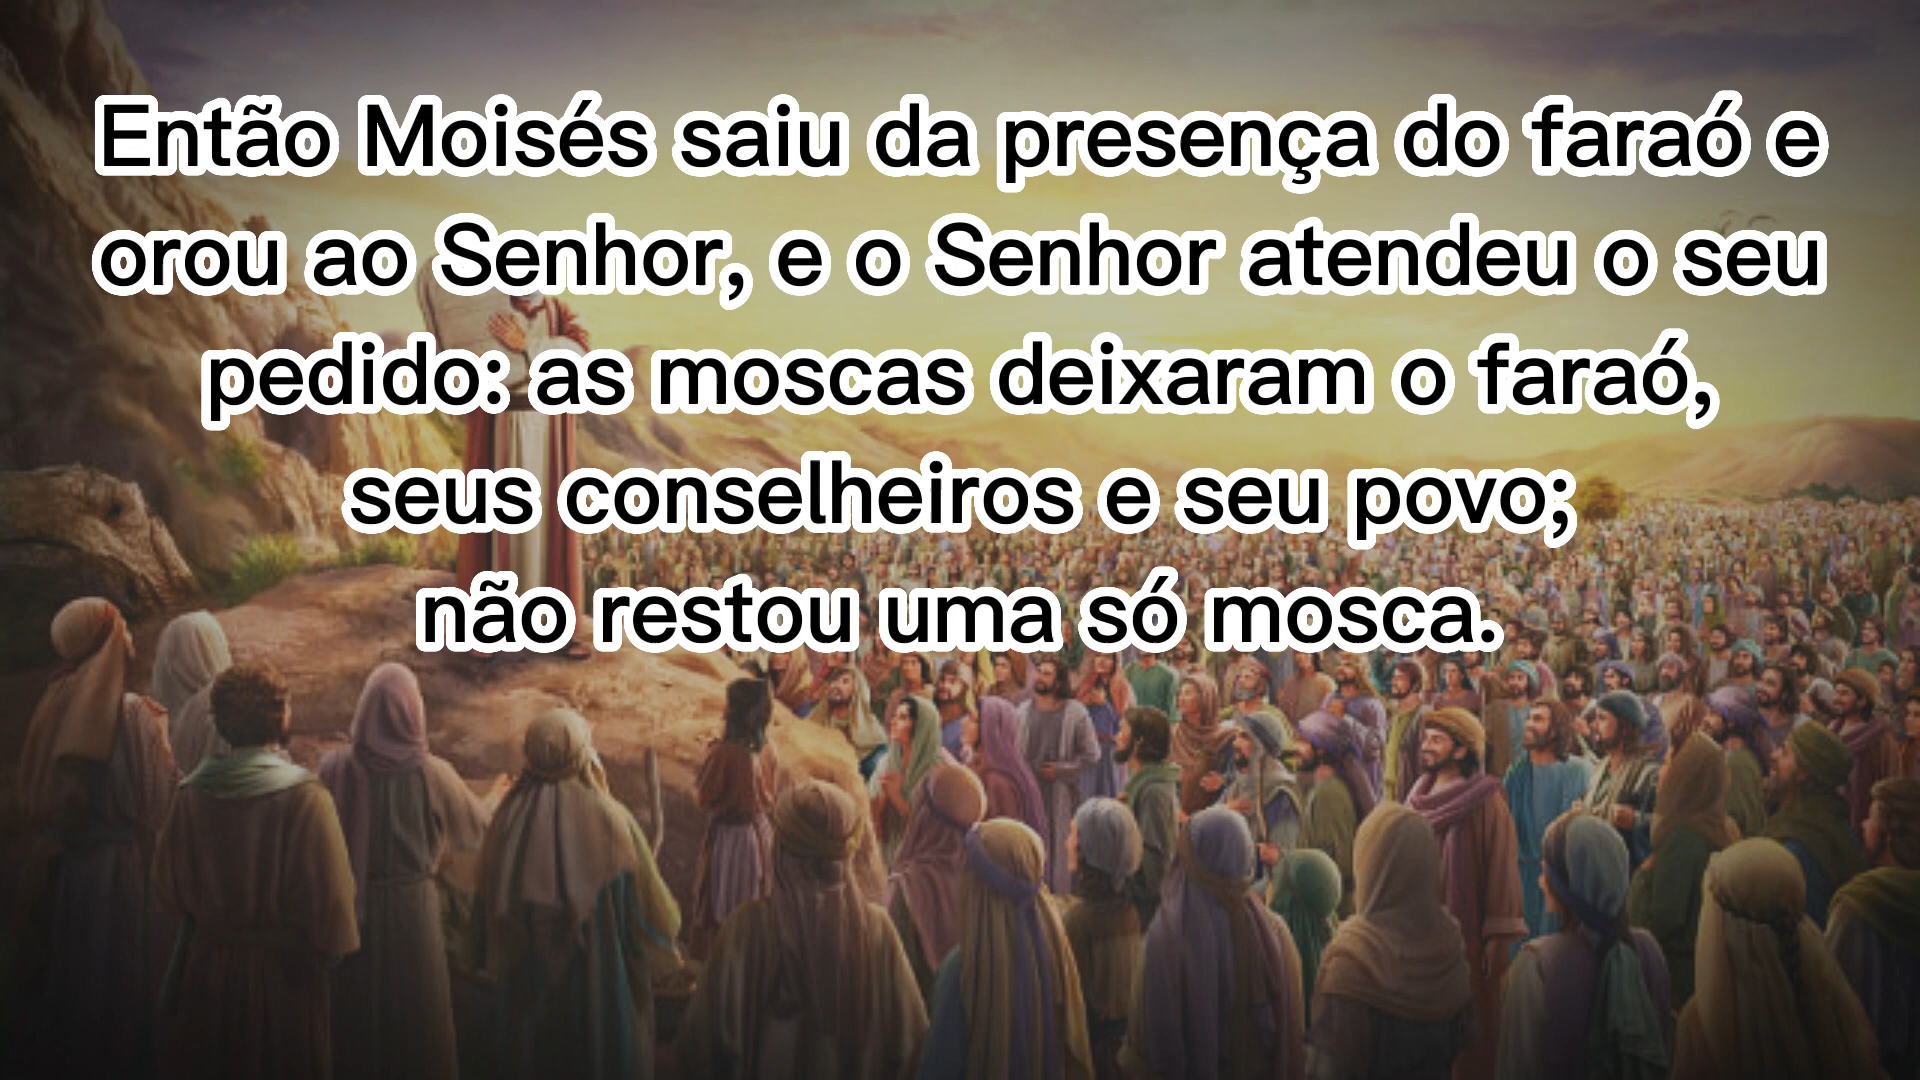 Então Moisés saiu da presença do faraó e
orou ao Senhor, e o Senhor atendeu o seu
pedido: as moscas deixaram o faraó,
seus conselheiros e seu povo;
não restou uma só mosca.